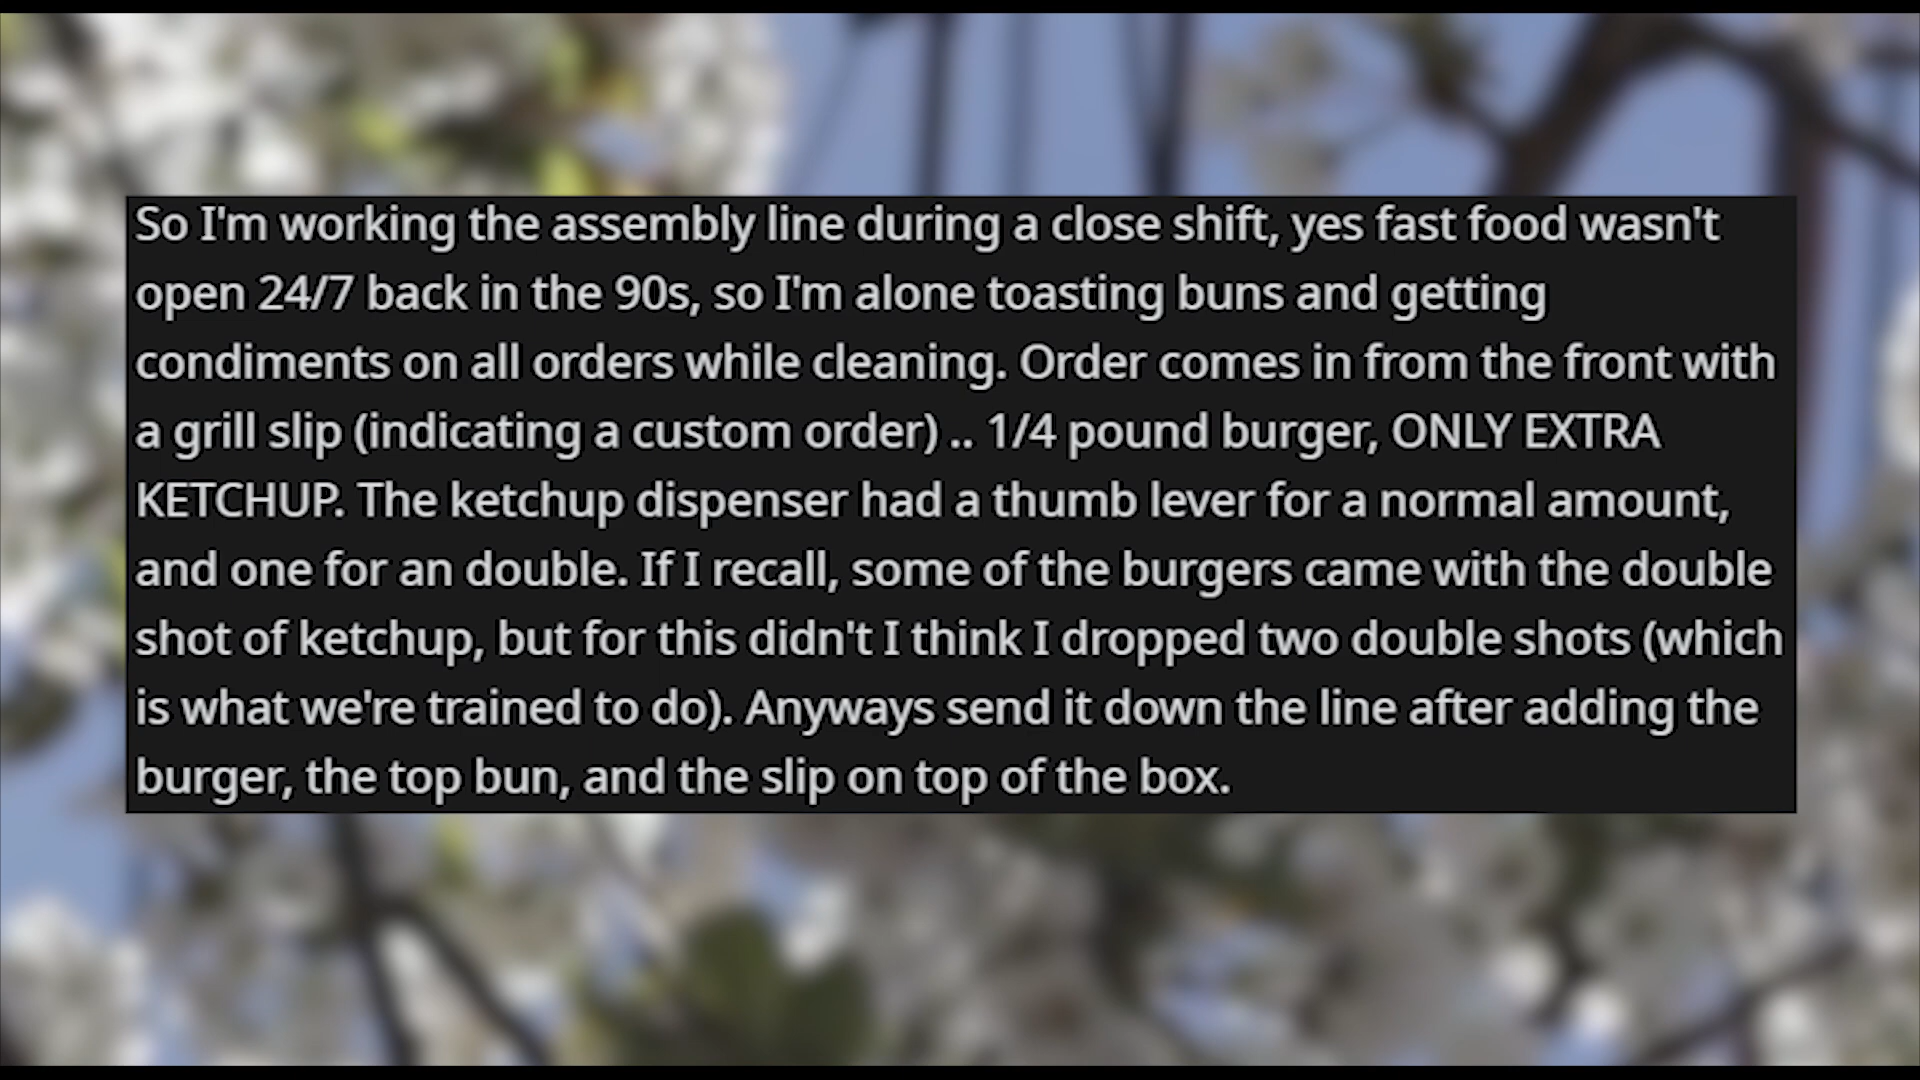 So I'm working the assembly line during a close shift, yes fast food wasn't
open 24/7 back in the 90s, so I'm alone toasting buns and getting
condiments on all orders while cleaning. Order comes in from the front with
a grill slip (indicating a custom order) .. 1/4 pound burger, ONLY EXTRA
KETCHUP. The ketchup dispenser had a thumb lever for a normal amount,
and one for an double. If I recall, some of the burgers came with the double
shot of ketchup, but for this didn't I think I dropped two double shots (which
is what we're trained to do). Anyways send it down the line after adding the
burger, the top bun, and the slip on top of the box.